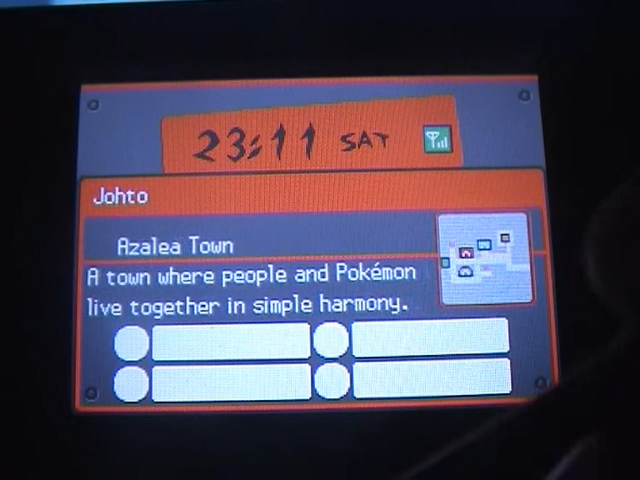 23:11 SAT
Johto
Azalea Town
A town where people and Pokémon
live together in simple harmony.